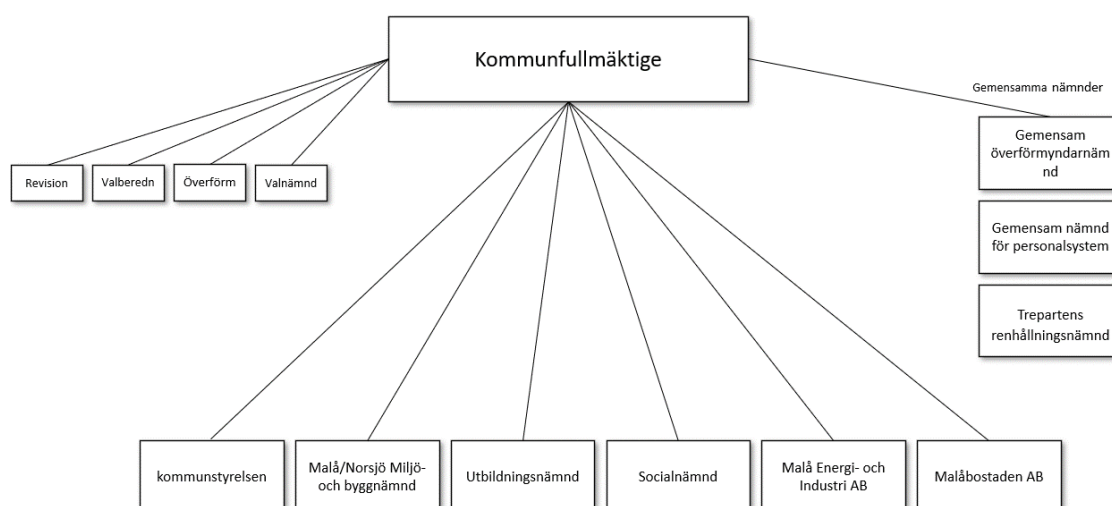 Kommunfullmäktige
Gemensamma nämnder
Revision
Valberedn
Överförm
Valnämnd
Gemensam
överförmyndarnäm
nd
Gemensam nämnd
för personalsystem
Trepartens
renhållningsnämnd
kommunstyrelsen
Malå/Norsjö Miljö-
och byggnämnd
Utbildningsnämnd
Socialnämnd
Malå Energi- och
Industri AB
Malåbostaden AB